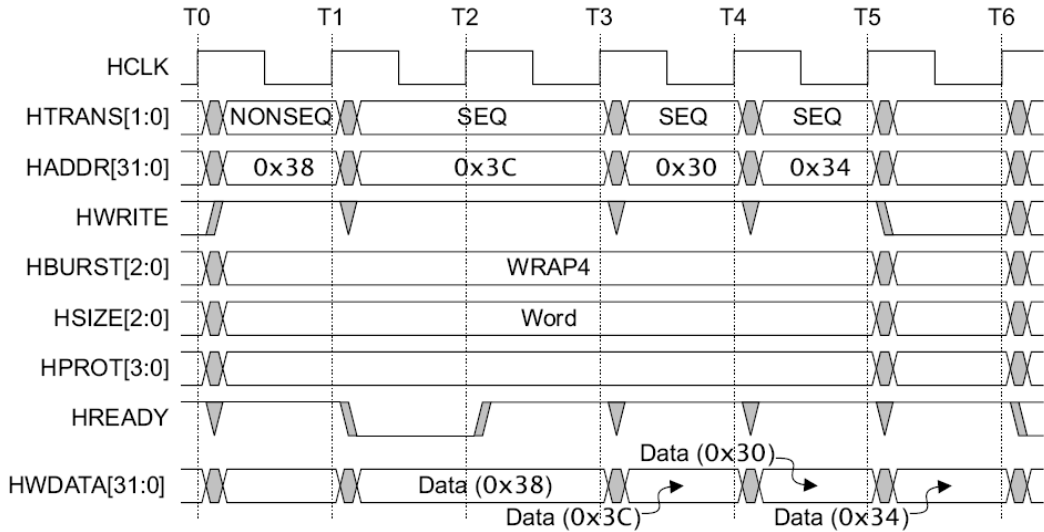 T0 T1 T2 T3 T4 T5 T6
HCLK
HTRANS[1:0] NONSEQ SEQ SEQ SEQ
HADDR[31:0] 0x38 0x3C 0x30 0x34
HWRITE
HBURST[2:0] WRAP4
HSIZE[2:0] Word
HPROT[3:0]
HREADY
Data (0x30)
HWDATA[31:0] Data (0x38)
Data (0x3C) Data (0x34)